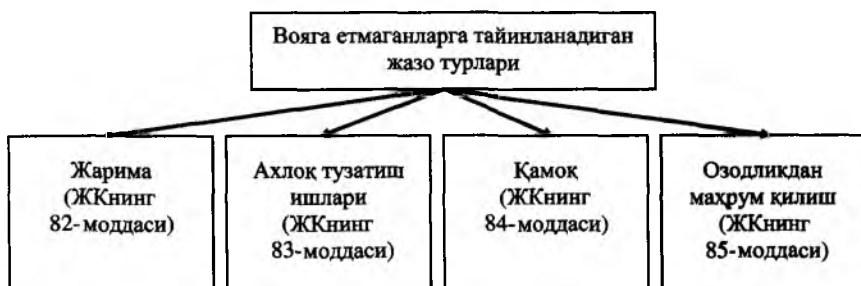 Вояга етмаганларга тайинланадиган
жазо турлари
Жарима
(ЖКнинг
82-моддаси)
Ахлоқ тузатиш
ишлари
(ЖКнинг
83-моддаси)
Қамоқ
(ЖКнинг
84-моддаси)
Озодликдан
маҳрум қилиш
(ЖКнинг
85-моддаси)